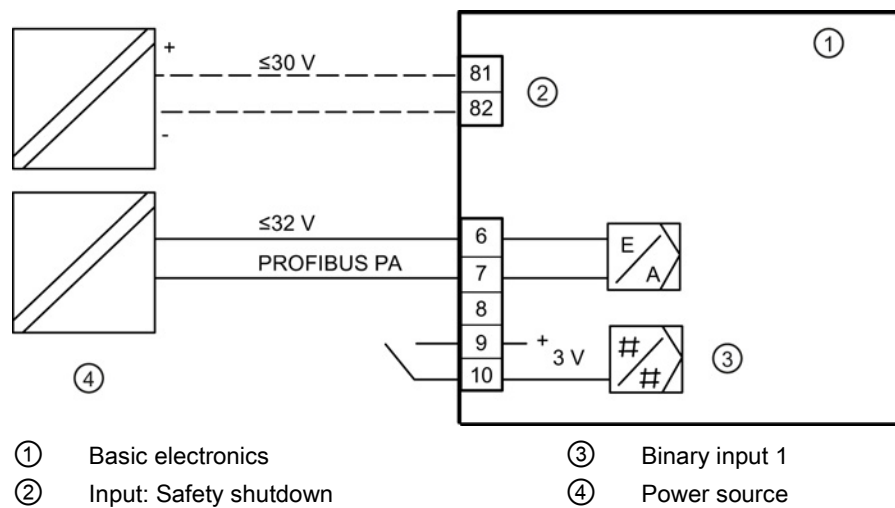 ①
+
≤30 V
81
②
82
-
≤32 V
6
E
PROFIBUS PA
7
A
8
9
+
3 V
#
③
10
#
④
① Basic electronics
③ Binary input 1
② Input: Safety shutdown
④ Power source